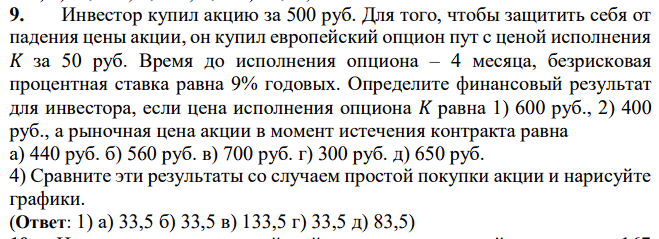 9. Инвестор купил акцию за 500 руб. Для того, чтобы защитить себя от
падения цены акции, он купил европейский опцион пут с ценой исполнения
K за 50 руб. Время до исполнения опциона – 4 месяца, безрисковая
процентная ставка равна 9% годовых. Определите финансовый результат
для инвестора, если цена исполнения опциона K равна 1) 600 руб., 2) 400
руб., а рыночная цена акции в момент истечения контракта равна
а) 440 руб. б) 560 руб. в) 700 руб. г) 300 руб. д) 650 руб.
4) Сравните эти результаты со случаем простой покупки акции и нарисуйте
графики.
(Ответ: 1) а) 33,5 б) 33,5 в) 133,5 г) 33,5 д) 83,5)